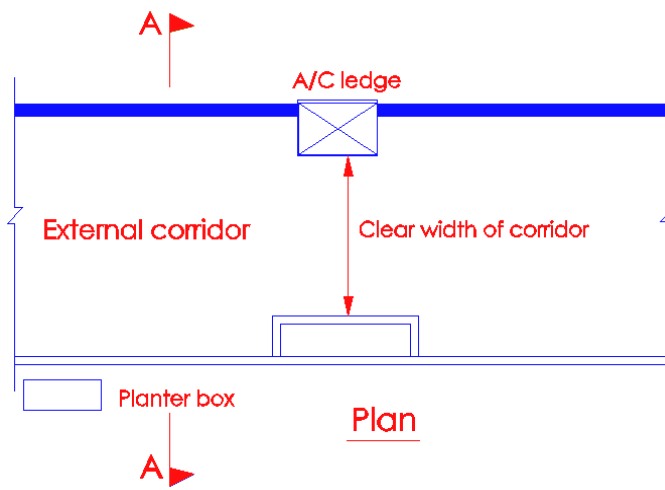 A
A/C ledge
External corridor
Clear width of corridor
Planter box
Plan
A